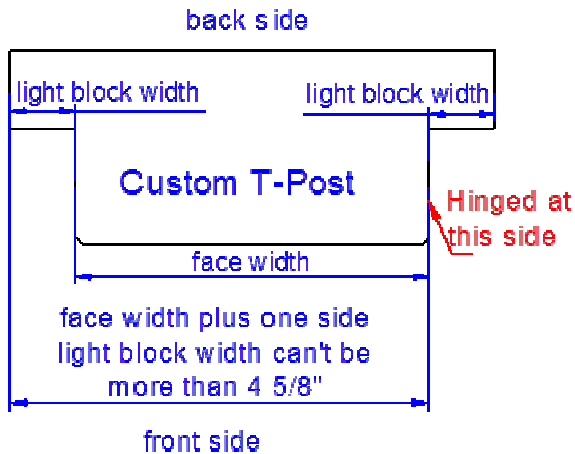 back side
light block width
light block width
Custom T-Post
Hinged at
this side
face width
face width plus one side
light block width can't be
more than 4 5/8"
front side